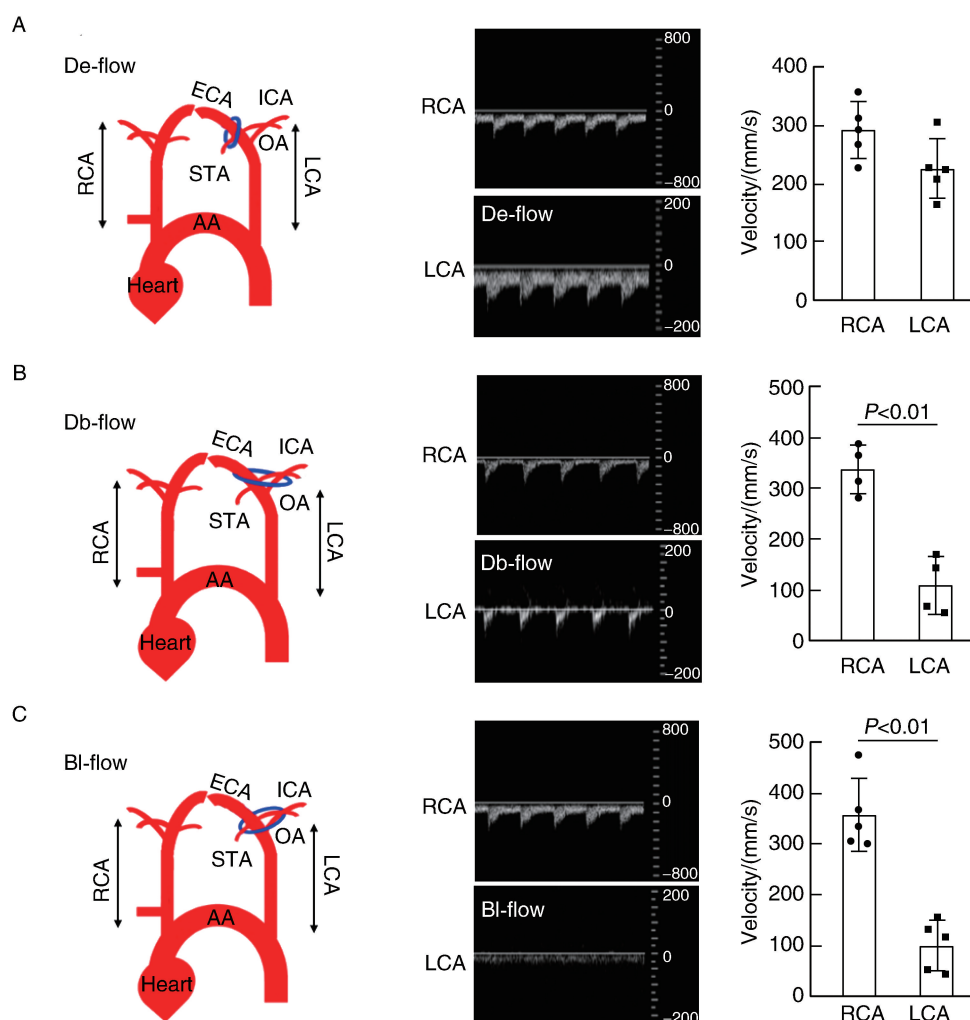 A
De-flow
ECA
ICA
OA
STA
RCA
LCA
AA
Heart
RCA
800
0
−800
De-flow
LCA
200
0
−200
Velocity/(mm/s)
400
300
200
100
0
RCA LCA
B
Db-flow
ECA
ICA
OA
STA
RCA
LCA
AA
Heart
RCA
800
0
−800
Db-flow
LCA
200
0
−200
Velocity/(mm/s)
P<0.01
500
400
300
200
100
0
RCA LCA
C
Bl-flow
ECA
ICA
OA
STA
RCA
LCA
AA
Heart
RCA
800
0
−800
Bl-flow
LCA
200
0
−200
Velocity/(mm/s)
P<0.01
500
400
300
200
100
0
RCA LCA